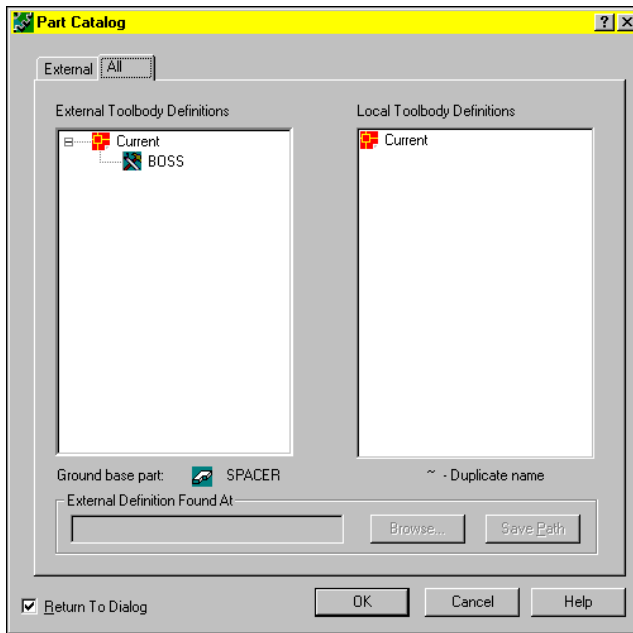 Part Catalog
External All
External Toolbody Definitions
Current
BOSS
Local Toolbody Definitions
Current
Ground base part: SPACER
~ - Duplicate name
External Definition Found At
Browse... Save Path
Return To Dialog
OK Cancel Help